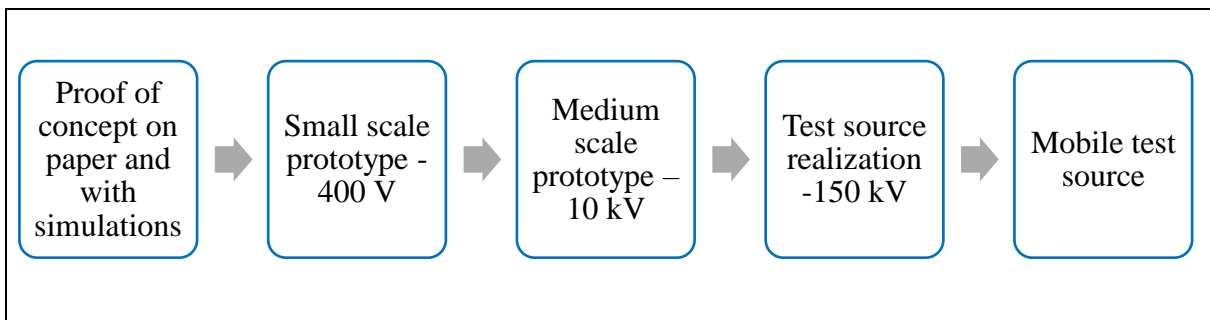 Proof of
concept on
paper and
with
simulations
Small scale
prototype -
400 V
Medium
scale
prototype –
10 kV
Test source
realization
-150 kV
Mobile test
source